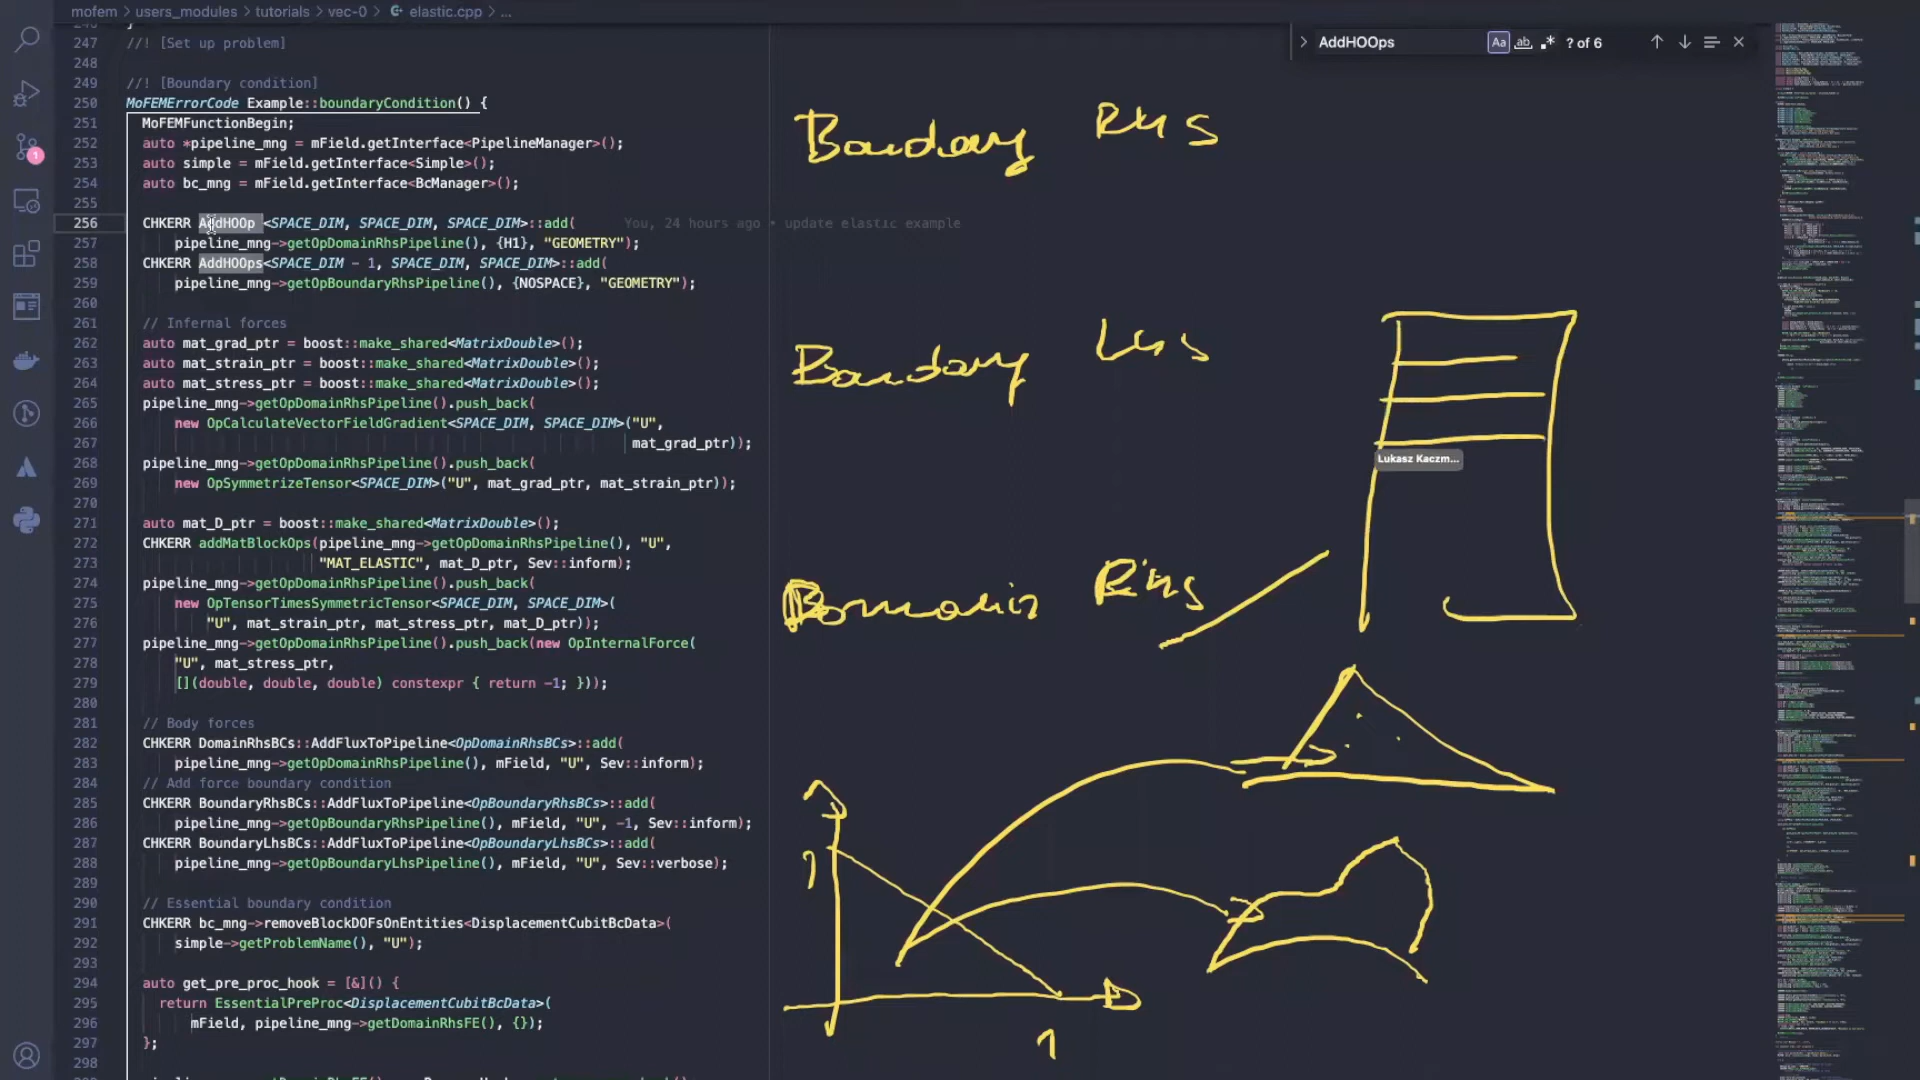 mofem > users_modules > tutorials > vec-0 > elastic.cpp > ...
AddHOOps
Aa
ab
.*
? of 6
1
247 //! [Set up problem]
248
249 //! [Boundary condition]
250 MoFEMErrorCode Example::boundaryCondition() {
251 MoFEMFunctionBegin;
252 auto *pipeline_mng = mField.getInterface<PipelineManager>();
253 auto simple = mField.getInterface<Simple>();
254 auto bc_mng = mField.getInterface<BcManager>();
255
256 CHKERR AddHOOp <SPACE_DIM, SPACE_DIM, SPACE_DIM>::add( You, 24 hours ago • update elastic example
257 pipeline_mng->getOpDomainRhsPipeline(), {H1}, "GEOMETRY");
258 CHKERR AddHOOps<SPACE_DIM - 1, SPACE_DIM, SPACE_DIM>::add(
259 pipeline_mng->getOpBoundaryRhsPipeline(), {NOSPACE}, "GEOMETRY");
260
261 // Infernal forces
262 auto mat_grad_ptr = boost::make_shared<MatrixDouble>();
263 auto mat_strain_ptr = boost::make_shared<MatrixDouble>();
264 auto mat_stress_ptr = boost::make_shared<MatrixDouble>();
265 pipeline_mng->getOpDomainRhsPipeline().push_back(
266 new OpCalculateVectorFieldGradient<SPACE_DIM, SPACE_DIM>("U",
267 mat_grad_ptr));
268 pipeline_mng->getOpDomainRhsPipeline().push_back(
269 new OpSymmetrizeTensor<SPACE_DIM>("U", mat_grad_ptr, mat_strain_ptr));
270
271 auto mat_D_ptr = boost::make_shared<MatrixDouble>();
272 CHKERR addMatBlockOps(pipeline_mng->getOpDomainRhsPipeline(), "U",
273 "MAT_ELASTIC", mat_D_ptr, Sev::inform);
274 pipeline_mng->getOpDomainRhsPipeline().push_back(
275 new OpTensorTimesSymmetricTensor<SPACE_DIM, SPACE_DIM>(
276 "U", mat_strain_ptr, mat_stress_ptr, mat_D_ptr));
277 pipeline_mng->getOpDomainRhsPipeline().push_back(new OpInternalForce(
278 "U", mat_stress_ptr,
279 [](double, double, double) constexpr { return -1; }));
280
281 // Body forces
282 CHKERR DomainRhsBCs::AddFluxToPipeline<OpDomainRhsBCs>::add(
283 pipeline_mng->getOpDomainRhsPipeline(), mField, "U", Sev::inform);
284 // Add force boundary condition
285 CHKERR BoundaryRhsBCs::AddFluxToPipeline<OpBoundaryRhsBCs>::add(
286 pipeline_mng->getOpBoundaryRhsPipeline(), mField, "U", -1, Sev::inform);
287 CHKERR BoundaryLhsBCs::AddFluxToPipeline<OpBoundaryLhsBCs>::add(
288 pipeline_mng->getOpBoundaryLhsPipeline(), mField, "U", Sev::verbose);
289
290 // Essential boundary condition
291 CHKERR bc_mng->removeBlockDOFsOnEntities<DisplacementCubitBcData>(
292 simple->getProblemName(), "U");
293
294 auto get_pre_proc_hook = [&]() {
295 return EssentialPreProc<DisplacementCubitBcData>(
296 mField, pipeline_mng->getDomainRhsFE(), {});
297 };
298
Boundary Rhs
Boundary Lhs
Lukasz Kaczm...
1
1